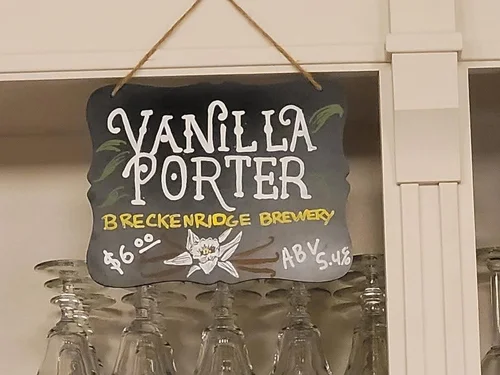 VANILLA
PORTER
BRECKENRIDGE BREWERY
$6.00
ABV
5.4%